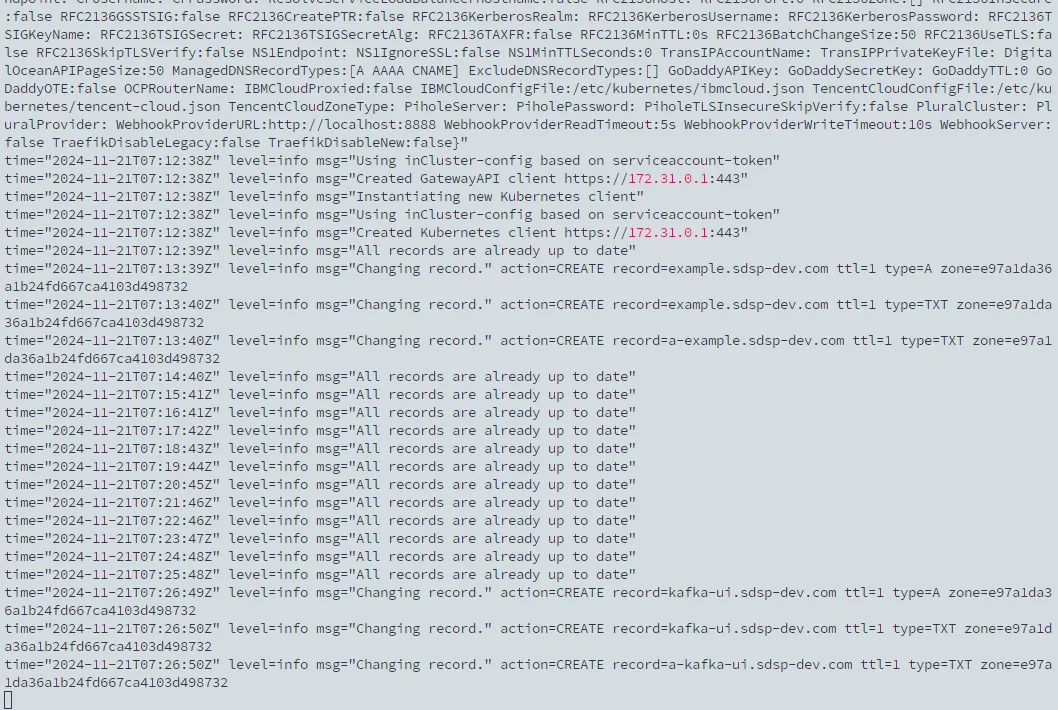 :false RFC2136GSSTSIG:false RFC2136CreatePTR:false RFC2136KerberosRealm: RFC2136KerberosUsername: RFC2136KerberosPassword: RFC2136T
SIGKeyName: RFC2136TSIGSecret: RFC2136TSIGSecretAlg: RFC2136TAXFR:false RFC2136MinTTL:0s RFC2136BatchChangeSize:50 RFC2136UseTLS:fa
lse RFC2136SkipTLSVerify:false NS1Endpoint: NS1IgnoreSSL:false NS1MinTTLSeconds:0 TransIPAccountName: TransIPPrivateKeyFile: Digita
lOceanAPIPageSize:50 ManagedDNSRecordTypes:[A AAAA CNAME] ExcludeDNSRecordTypes:[] GoDaddyAPIKey: GoDaddySecretKey: GoDaddyTTL:0 Go
DaddyOTE:false OCPRouterName: IBMCloudProxied:false IBMCloudConfigFile:/etc/kubernetes/ibmcloud.json TencentCloudConfigFile:/etc/ku
bernetes/tencent-cloud.json TencentCloudZoneType: PiholeServer: PiholePassword: PiholeTLSInsecureSkipVerify:false PluralCluster: Pl
uralProvider: WebhookProviderURL:http://localhost:8888 WebhookProviderReadTimeout:5s WebhookProviderWriteTimeout:10s WebhookServer:
false TraefikDisableLegacy:false TraefikDisableNew:false}"
time="2024-11-21T07:12:38Z" level=info msg="Using inCluster-config based on serviceaccount-token"
time="2024-11-21T07:12:38Z" level=info msg="Created GatewayAPI client https://172.31.0.1:443"
time="2024-11-21T07:12:38Z" level=info msg="Instantiating new Kubernetes client"
time="2024-11-21T07:12:38Z" level=info msg="Using inCluster-config based on serviceaccount-token"
time="2024-11-21T07:12:38Z" level=info msg="Created Kubernetes client https://172.31.0.1:443"
time="2024-11-21T07:12:39Z" level=info msg="All records are already up to date"
time="2024-11-21T07:13:39Z" level=info msg="Changing record." action=CREATE record=example.sdsp-dev.com ttl=1 type=A zone=e97a1da36
a1b24fd667ca4103d498732
time="2024-11-21T07:13:40Z" level=info msg="Changing record." action=CREATE record=example.sdsp-dev.com ttl=1 type=TXT zone=e97a1da
36a1b24fd667ca4103d498732
time="2024-11-21T07:13:40Z" level=info msg="Changing record." action=CREATE record=a-example.sdsp-dev.com ttl=1 type=TXT zone=e97a1
da36a1b24fd667ca4103d498732
time="2024-11-21T07:14:40Z" level=info msg="All records are already up to date"
time="2024-11-21T07:15:41Z" level=info msg="All records are already up to date"
time="2024-11-21T07:16:41Z" level=info msg="All records are already up to date"
time="2024-11-21T07:17:42Z" level=info msg="All records are already up to date"
time="2024-11-21T07:18:43Z" level=info msg="All records are already up to date"
time="2024-11-21T07:19:44Z" level=info msg="All records are already up to date"
time="2024-11-21T07:20:45Z" level=info msg="All records are already up to date"
time="2024-11-21T07:21:46Z" level=info msg="All records are already up to date"
time="2024-11-21T07:22:46Z" level=info msg="All records are already up to date"
time="2024-11-21T07:23:47Z" level=info msg="All records are already up to date"
time="2024-11-21T07:24:48Z" level=info msg="All records are already up to date"
time="2024-11-21T07:25:48Z" level=info msg="All records are already up to date"
time="2024-11-21T07:26:49Z" level=info msg="Changing record." action=CREATE record=kafka-ui.sdsp-dev.com ttl=1 type=A zone=e97a1da3
6a1b24fd667ca4103d498732
time="2024-11-21T07:26:50Z" level=info msg="Changing record." action=CREATE record=kafka-ui.sdsp-dev.com ttl=1 type=TXT zone=e97a1d
a36a1b24fd667ca4103d498732
time="2024-11-21T07:26:50Z" level=info msg="Changing record." action=CREATE record=a-kafka-ui.sdsp-dev.com ttl=1 type=TXT zone=e97a
1da36a1b24fd667ca4103d498732